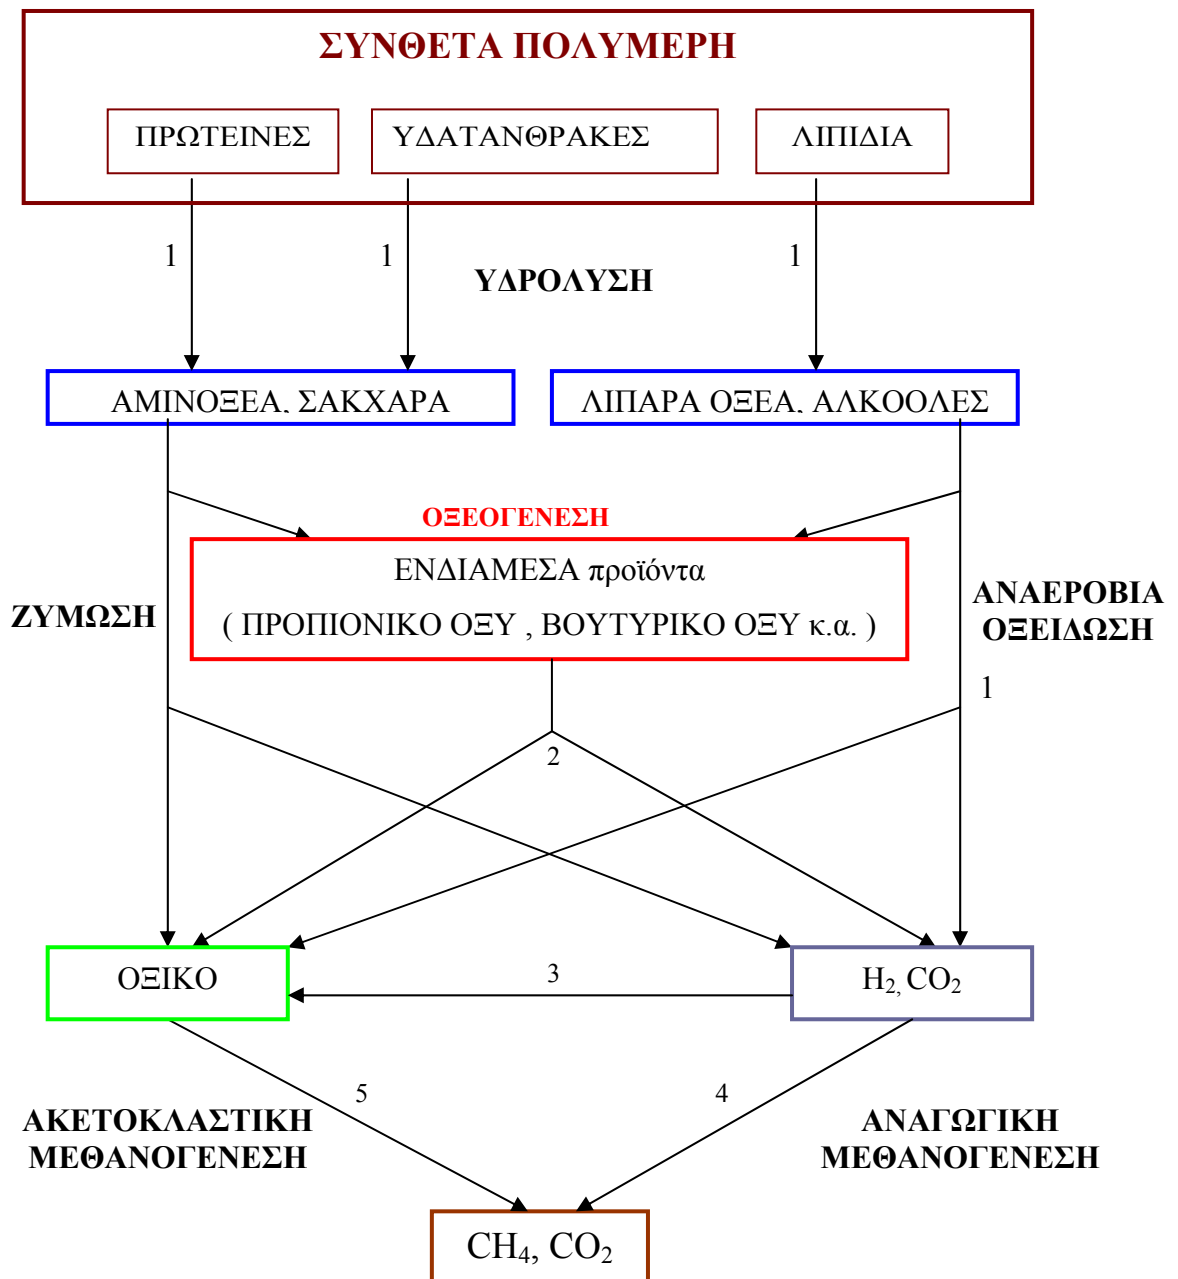 ΣΥΝΘΕΤΑ ΠΟΛΥΜΕΡΗ
ΠΡΩΤΕΙΝΕΣ
ΥΔΑΤΑΝΘΡΑΚΕΣ
ΛΙΠΙΔΙΑ
1
1
1
ΥΔΡΟΛΥΣΗ
ΑΜΙΝΟΞΕΑ, ΣΑΚΧΑΡΑ
ΛΙΠΑΡΑ ΟΞΕΑ, ΑΛΚΟΟΛΕΣ
ΟΞΕΟΓΕΝΕΣΗ
ΕΝΔΙΑΜΕΣΑ προϊόντα
( ΠΡΟΠΙΟΝΙΚΟ ΟΞΥ , ΒΟΥΤΥΡΙΚΟ ΟΞΥ κ.α. )
ΖΥΜΩΣΗ
ΑΝΑΕΡΟΒΙΑ
ΟΞΕΙΔΩΣΗ
1
2
ΟΞΙΚΟ
3
H₂, CO₂
5
4
ΑΚΕΤΟΚΛΑΣΤΙΚΗ
ΜΕΘΑΝΟΓΕΝΕΣΗ
ΑΝΑΓΩΓΙΚΗ
ΜΕΘΑΝΟΓΕΝΕΣΗ
CH₄, CO₂